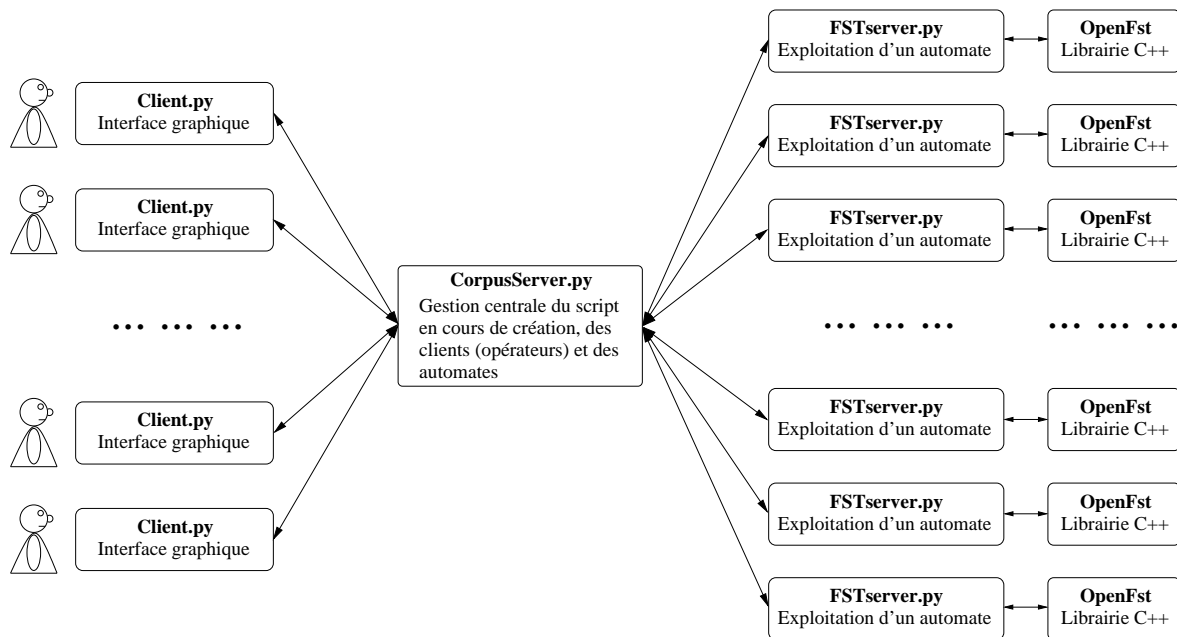 Client.py
Interface graphique
Client.py
Interface graphique
... ... ...
Client.py
Interface graphique
Client.py
Interface graphique
CorpusServer.py
Gestion centrale du script
en cours de création, des
clients (opérateurs) et des
automates
FSTserver.py
Exploitation d'un automate
OpenFst
Librairie C++
FSTserver.py
Exploitation d'un automate
OpenFst
Librairie C++
FSTserver.py
Exploitation d'un automate
OpenFst
Librairie C++
... ... ...
... ... ...
FSTserver.py
Exploitation d'un automate
OpenFst
Librairie C++
FSTserver.py
Exploitation d'un automate
OpenFst
Librairie C++
FSTserver.py
Exploitation d'un automate
OpenFst
Librairie C++